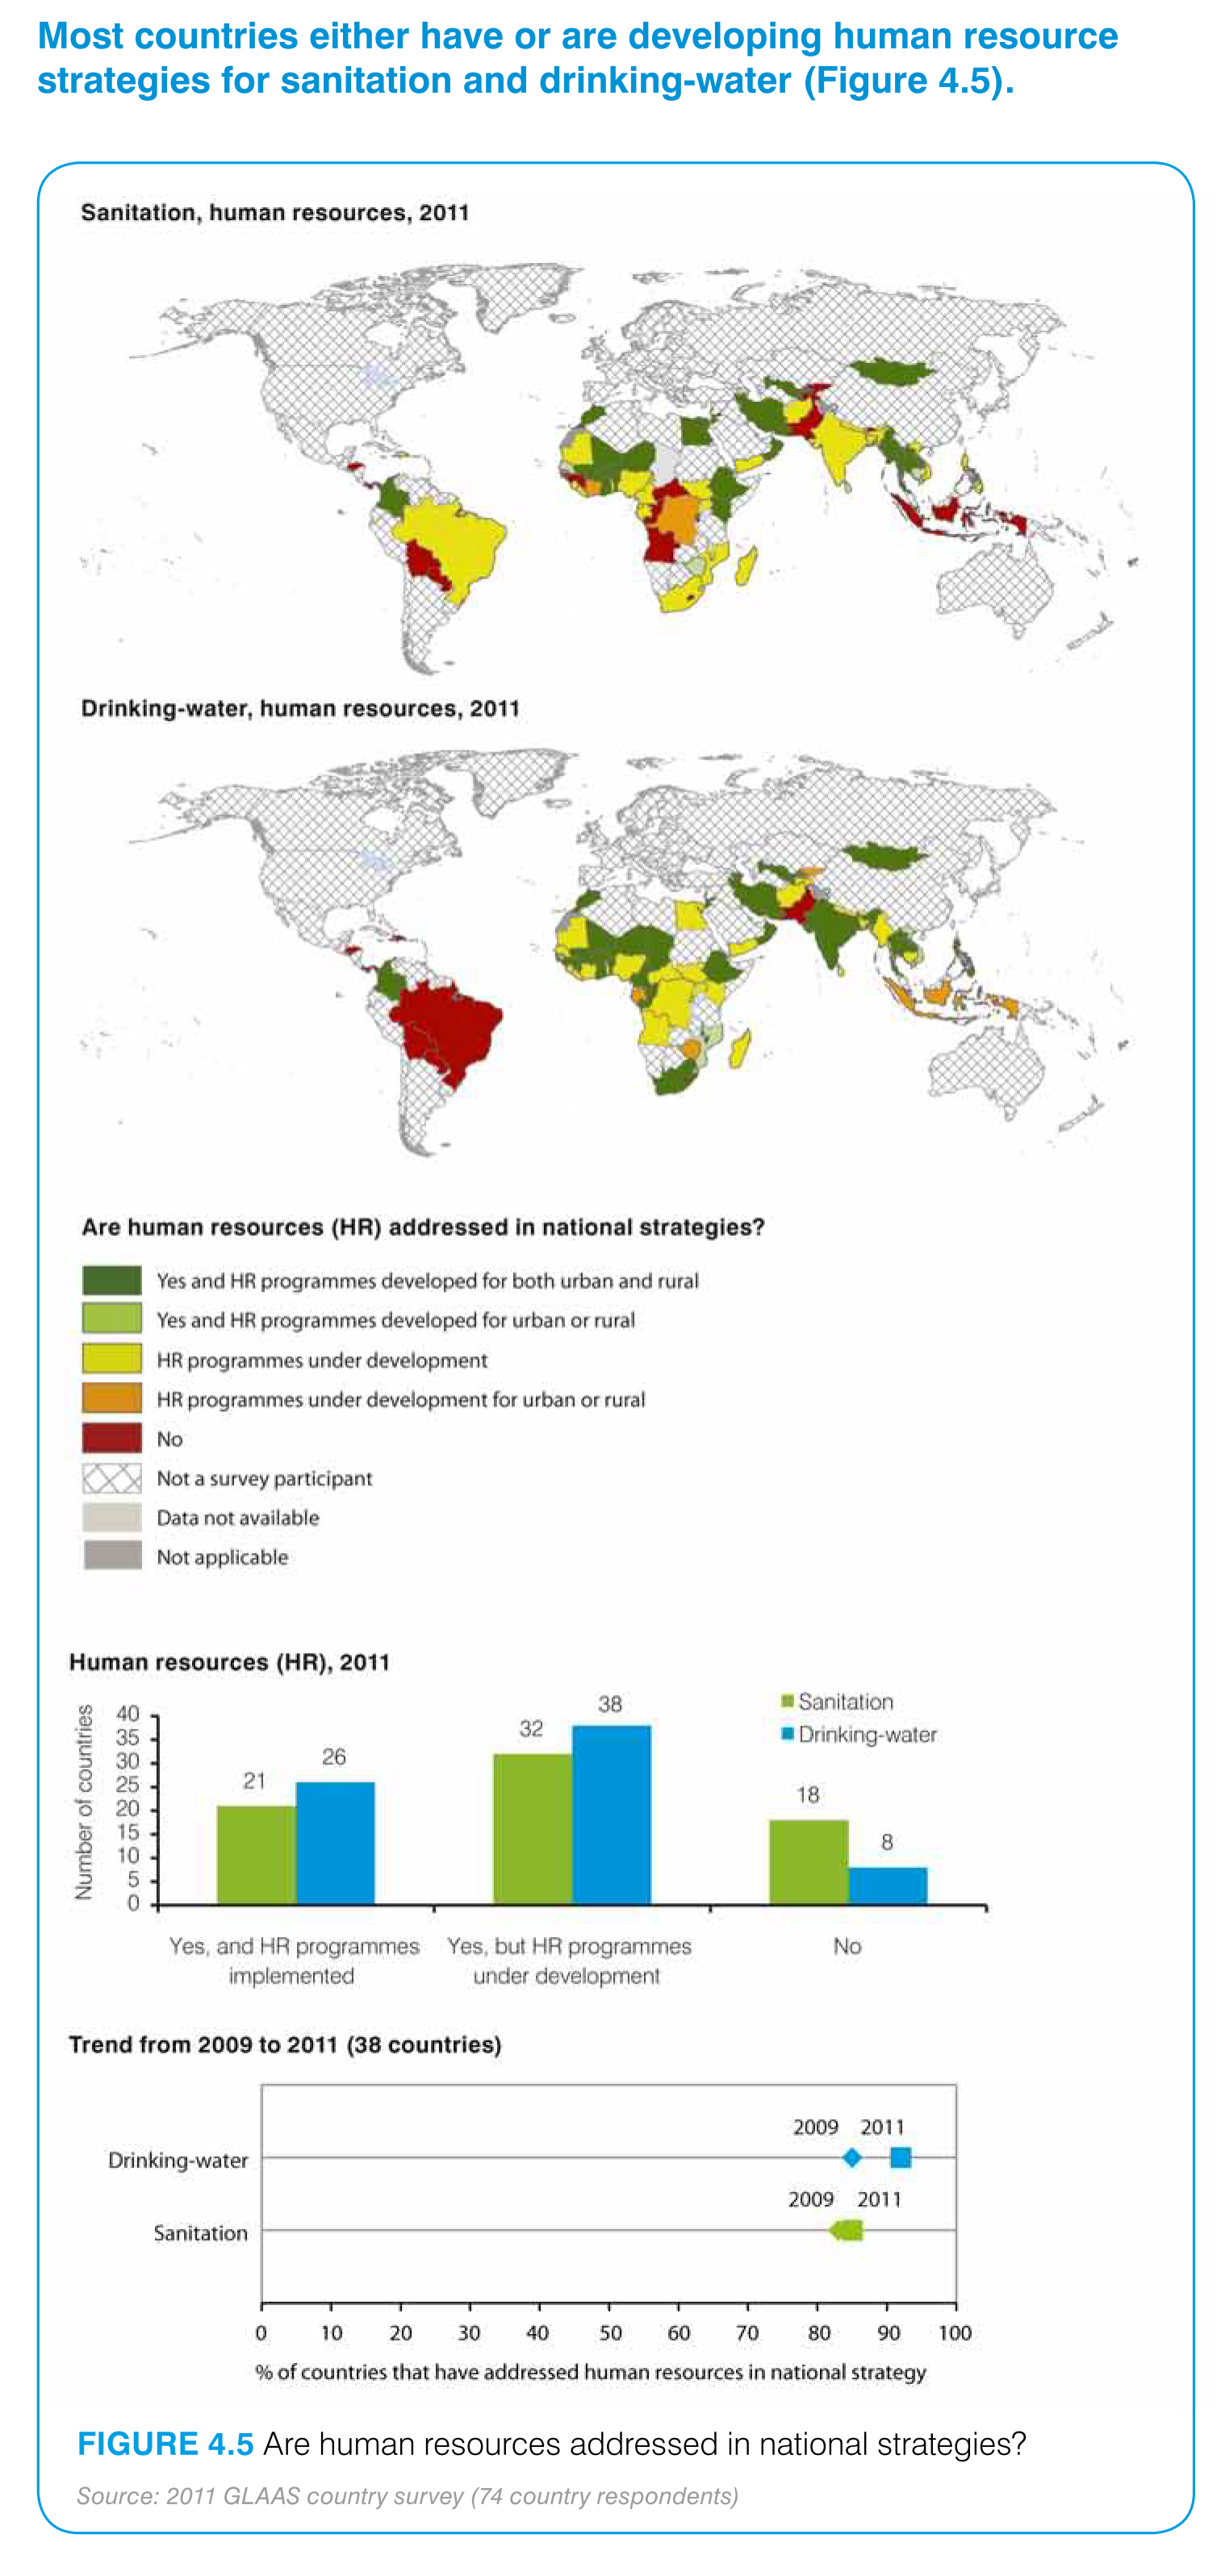 Most countries either have or are developing human resource
strategies for sanitation and drinking-water (Figure 4.5).
Sanitation, human resources, 2011
Drinking-water, human resources, 2011
Are human resources (HR) addressed in national strategies?
Yes and HR programmes developed for both urban and rural
Yes and HR programmes developed for urban or rural
HR programmes under development
HR programmes under development for urban or rural
No
Not a survey participant
Data not available
Not applicable
Human resources (HR), 2011
Number of countries
40
35
30
25
20
15
10
5
0
21
26
32
38
18
8
Sanitation
Drinking-water
Yes, and HR programmes
implemented
Yes, but HR programmes
under development
No
Trend from 2009 to 2011 (38 countries)
2009 2011
Drinking-water
2009 2011
Sanitation
0 10 20 30 40 50 60 70 80 90 100
% of countries that have addressed human resources in national strategy
FIGURE 4.5 Are human resources addressed in national strategies?
Source: 2011 GLAAS country survey (74 country respondents)